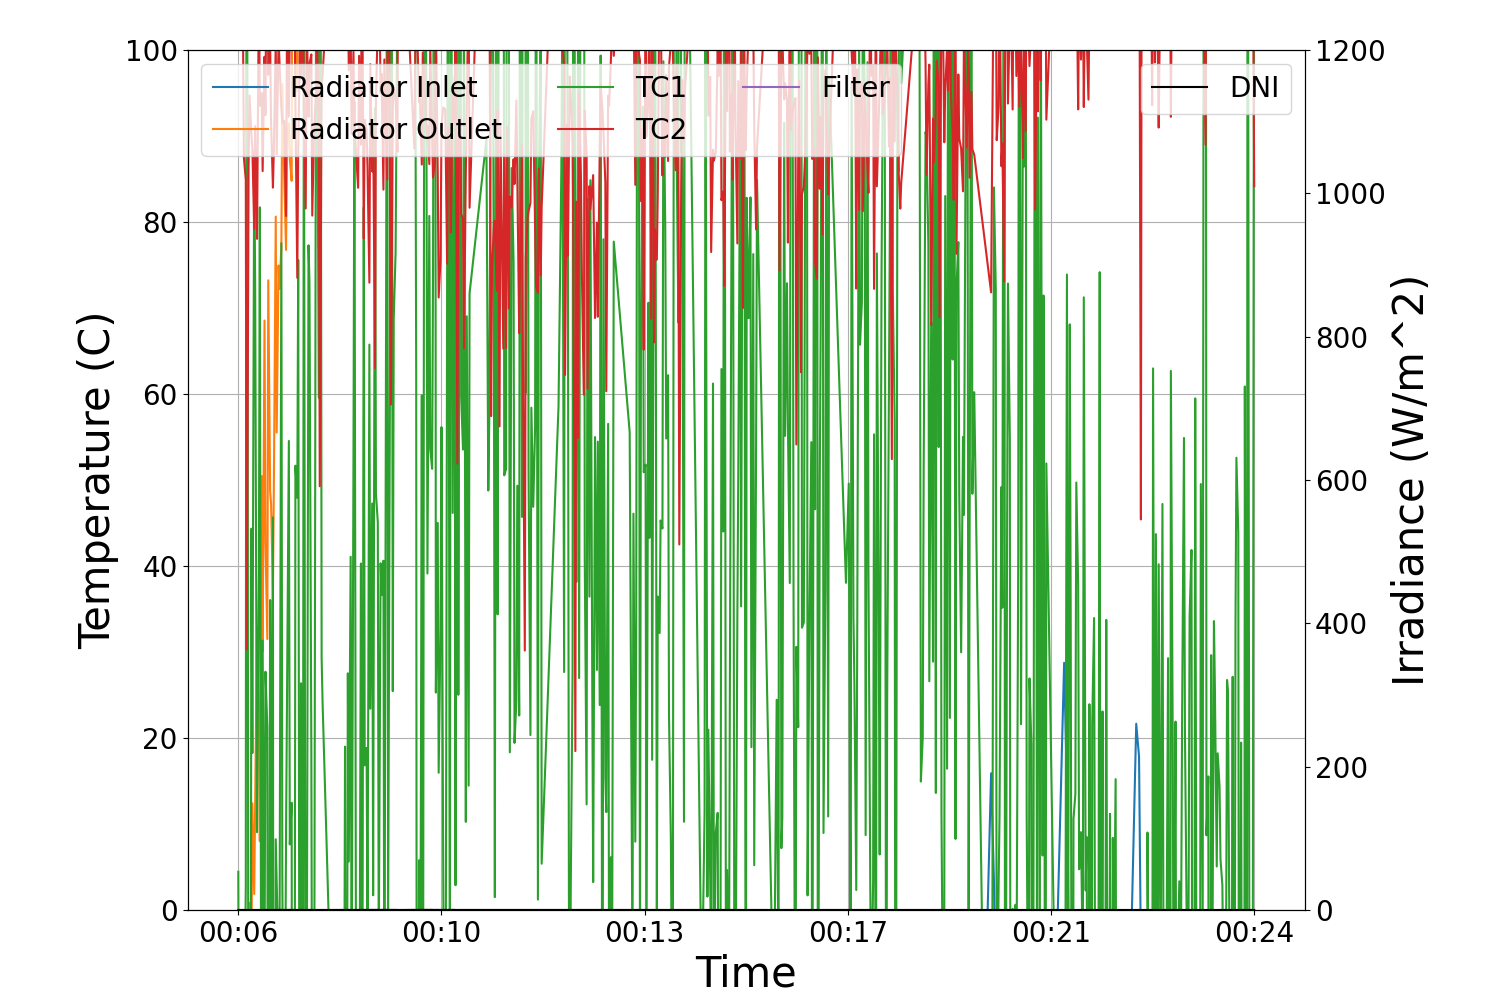 100
80
60
40
20
0
Temperature (C)
Radiator Inlet
Radiator Outlet
TC1
TC2
Filter
DNI
1200
1000
800
600
400
200
0
Irradiance (W/m^2)
00:06 00:10 00:13 00:17 00:21 00:24
Time